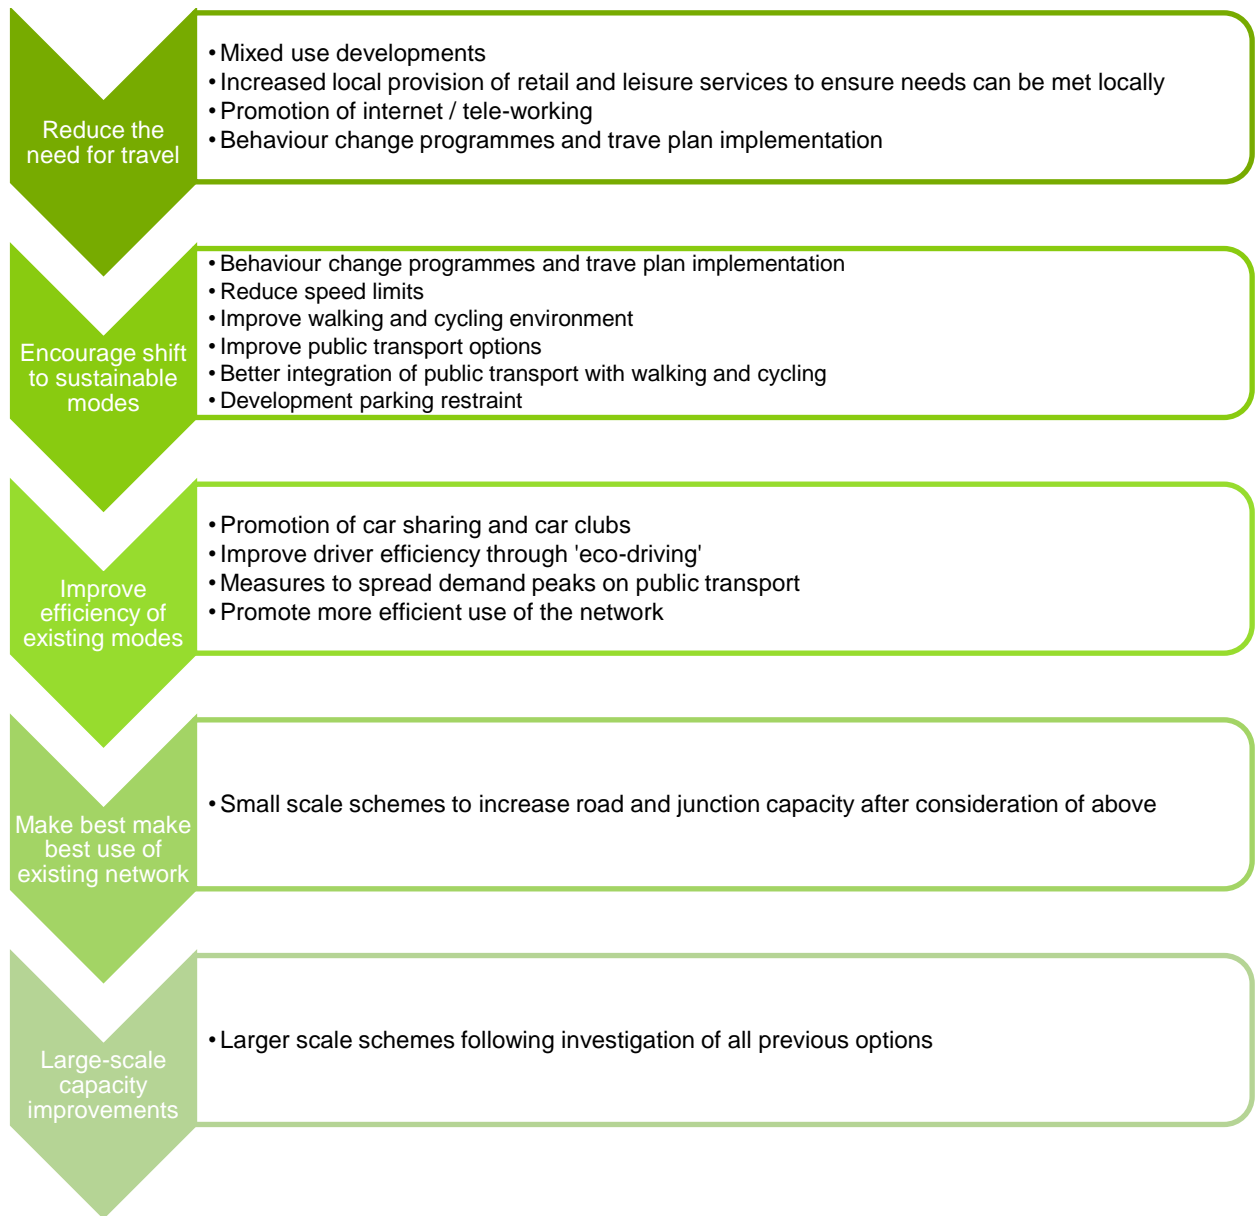 Reduce the
need for travel
• Mixed use developments
• Increased local provision of retail and leisure services to ensure needs can be met locally
• Promotion of internet / tele-working
• Behaviour change programmes and trave plan implementation
Encourage shift
to sustainable
modes
• Behaviour change programmes and trave plan implementation
• Reduce speed limits
• Improve walking and cycling environment
• Improve public transport options
• Better integration of public transport with walking and cycling
• Development parking restraint
Improve
efficiency of
existing modes
• Promotion of car sharing and car clubs
• Improve driver efficiency through 'eco-driving'
• Measures to spread demand peaks on public transport
• Promote more efficient use of the network
Make best make
best use of
existing network
• Small scale schemes to increase road and junction capacity after consideration of above
Large-scale
capacity
improvements
• Larger scale schemes following investigation of all previous options